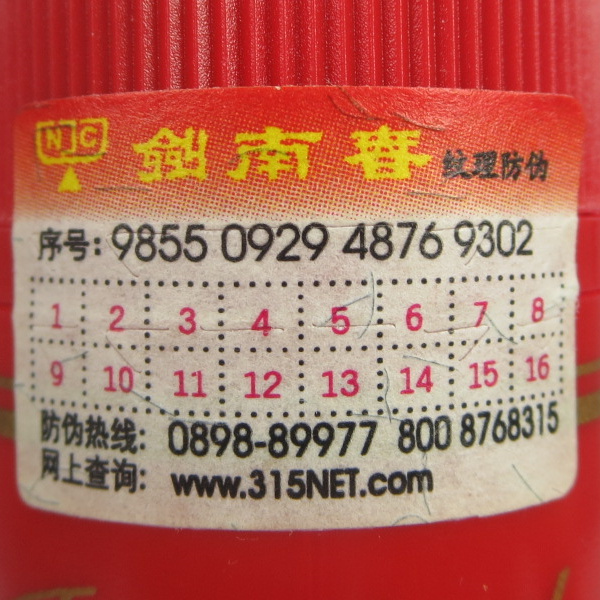 NJC 剑南春 纹理防伪
序号: 9855 0929 4876 9302
1 2 3 4 5 6 7 8
9 10 11 12 13 14 15 16
防伪热线: 0898-89977 800 8768315
网上查询: www.315NET.com